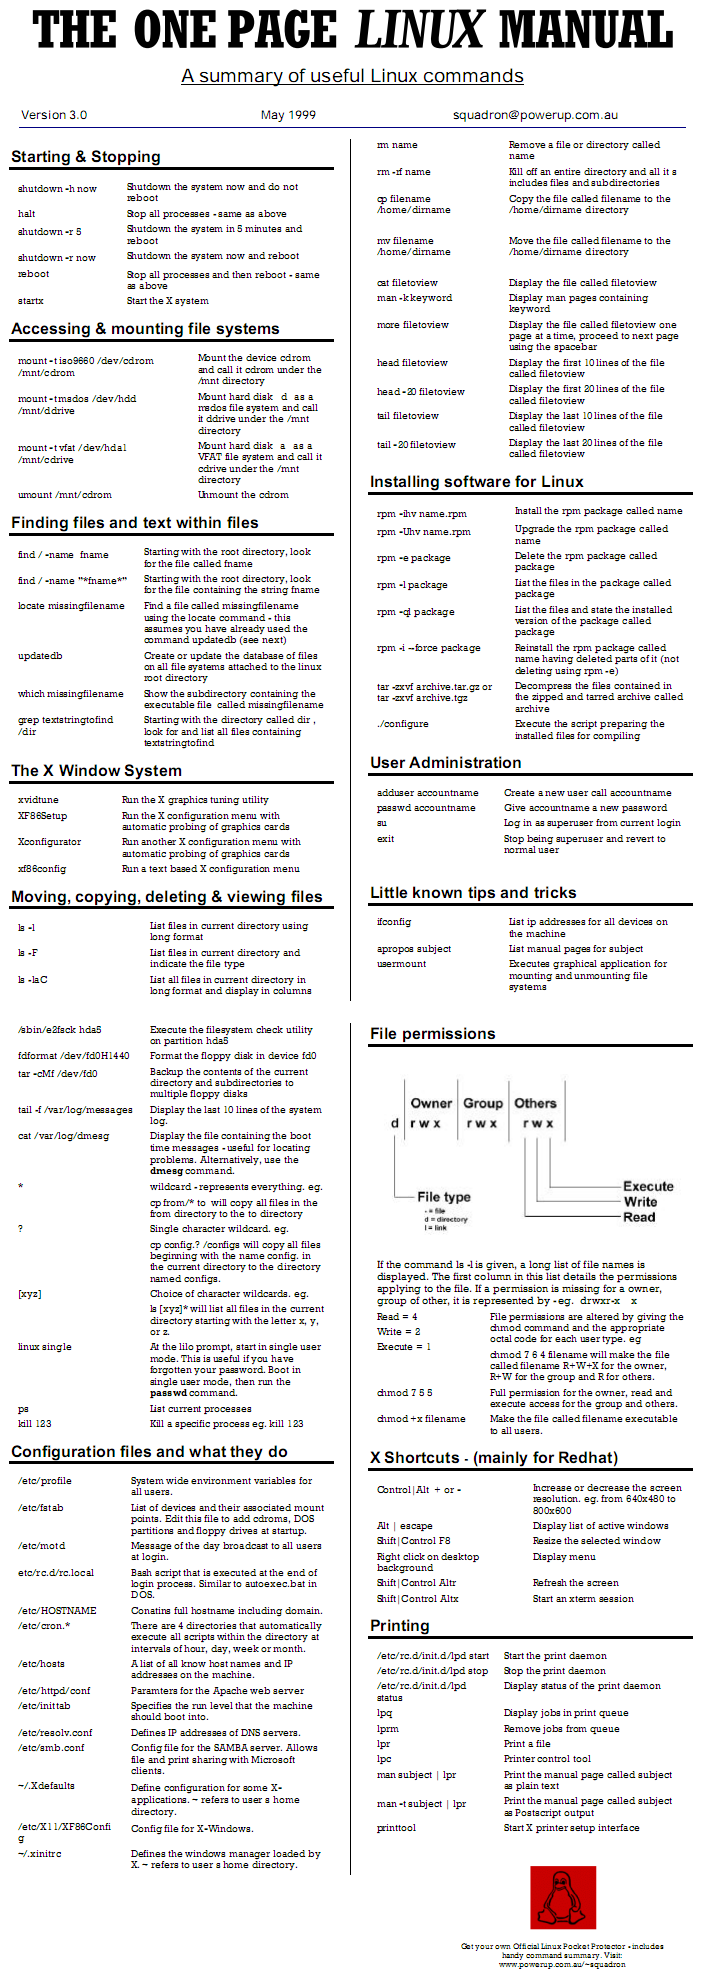 THE ONE PAGE LINUX MANUAL
A summary of useful Linux commands
Version 3.0 May 1999 squadron@powerup.com.au
Starting & Stopping
shutdown -h now Shutdown the system now and do not
reboot
halt Stop all processes - same as above
shutdown -r 5 Shutdown the system in 5 minutes and
reboot
shutdown -r now Shutdown the system now and reboot
reboot Stop all processes and then reboot - same
as above
startx Start the X system
Accessing & mounting file systems
mount -t iso9660 /dev/cdrom Mount the device cdrom
/mnt/cdrom and call it cdrom under the
/mnt directory
mount -t msdos /dev/hdd Mount hard disk d as a
/mnt/ddrive msdos file system and call
it ddrive under the /mnt
directory
mount -t vfat /dev/hda1 Mount hard disk a as a
/mnt/cdrive VFAT file system and call it
cdrive under the /mnt
directory
umount /mnt/cdrom Unmount the cdrom
Finding files and text within files
find / -name fname Starting with the root directory, look
for the file called fname
find / -name "*fname*" Starting with the root directory, look
for the file containing the string fname
locate missingfilename Find a file called missingfilename
using the locate command - this
assumes you have already used the
command updatedb (see next)
updatedb Create or update the database of files
on all file systems attached to the linux
root directory
which missingfilename Show the subdirectory containing the
executable file called missingfilename
grep textstringtofind Starting with the directory called dir ,
/dir look for and list all files containing
textstringtofind
The X Window System
xvidtune Run the X graphics tuning utility
XF86Setup Run the X configuration menu with
automatic probing of graphics cards
Xconfigurator Run another X configuration menu with
automatic probing of graphics cards
xf86config Run a text based X configuration menu
Moving, copying, deleting & viewing files
ls -l List files in current directory using
long format
ls -F List files in current directory and
indicate the file type
ls -laC List all files in current directory in
long format and display in columns
rm name Remove a file or directory called
name
rm -rf name Kill off an entire directory and all it s
includes files and subdirectories
cp filename Copy the file called filename to the
/home/dirname /home/dirname directory
mv filename Move the file called filename to the
/home/dirname /home/dirname directory
cat filetoview Display the file called filetoview
man -k keyword Display man pages containing
keyword
more filetoview Display the file called filetoview one
page at a time, proceed to next page
using the spacebar
head filetoview Display the first 10 lines of the file
called filetoview
head -20 filetoview Display the first 20 lines of the file
called filetoview
tail filetoview Display the last 10 lines of the file
called filetoview
tail -20 filetoview Display the last 20 lines of the file
called filetoview
Installing software for Linux
rpm -ihv name.rpm Install the rpm package called name
rpm -Uhv name.rpm Upgrade the rpm package called
name
rpm -e package Delete the rpm package called
package
rpm -l package List the files in the package called
package
rpm -ql package List the files and state the installed
version of the package called
package
rpm -i --force package Reinstall the rpm package called
name having deleted parts of it (not
deleting using rpm -e)
tar -zxvf archive.tar.gz or Decompress the files contained in
tar -zxvf archive.tgz the zipped and tarred archive called
archive
./configure Execute the script preparing the
installed files for compiling
User Administration
adduser accountname Create a new user call accountname
passwd accountname Give accountname a new password
su Log in as superuser from current login
exit Stop being superuser and revert to
normal user
Little known tips and tricks
ifconfig List ip addresses for all devices on
the machine
apropos subject List manual pages for subject
usermount Executes graphical application for
mounting and unmounting file
systems
/sbin/e2fsck hda5 Execute the filesystem check utility
on partition hda5
fdformat /dev/fd0H1440 Format the floppy disk in device fd0
tar -cMf /dev/fd0 Backup the contents of the current
directory and subdirectories to
multiple floppy disks
tail -f /var/log/messages Display the last 10 lines of the system
log.
cat /var/log/dmesg Display the file containing the boot
time messages - useful for locating
problems. Alternatively, use the
dmesg command.
* wildcard - represents everything. eg.
cp from/* to will copy all files in the
from directory to the to directory
? Single character wildcard. eg.
cp config.? /configs will copy all files
beginning with the name config. in
the current directory to the directory
named configs.
[xyz] Choice of character wildcards. eg.
ls [xyz]* will list all files in the current
directory starting with the letter x, y,
or z.
linux single At the lilo prompt, start in single user
mode. This is useful if you have
forgotten your password. Boot in
single user mode, then run the
passwd command.
ps List current processes
kill 123 Kill a specific process eg. kill 123
Configuration files and what they do
/etc/profile System wide environment variables for
all users.
/etc/fstab List of devices and their associated mount
points. Edit this file to add cdroms, DOS
partitions and floppy drives at startup.
/etc/motd Message of the day broadcast to all users
at login.
etc/rc.d/rc.local Bash script that is executed at the end of
login process. Similar to autoexec.bat in
DOS.
/etc/HOSTNAME Conatins full hostname including domain.
/etc/cron.* There are 4 directories that automatically
execute all scripts within the directory at
intervals of hour, day, week or month.
/etc/hosts A list of all know host names and IP
addresses on the machine.
/etc/httpd/conf Paramters for the Apache web server
/etc/inittab Specifies the run level that the machine
should boot into.
/etc/resolv.conf Defines IP addresses of DNS servers.
/etc/smb.conf Config file for the SAMBA server. Allows
file and print sharing with Microsoft
clients.
~/.Xdefaults Define configuration for some X-
applications. ~ refers to user s home
directory.
/etc/X11/XF86Confi Config file for X-Windows.
g
~/.xinitrc Defines the windows manager loaded by
X. ~ refers to user s home directory.
File permissions
Owner Group Others
d r w x r w x r w x
Execute
File type Write
- = file Read
d = directory
l = link
If the command ls -l is given, a long list of file names is
displayed. The first column in this list details the permissions
applying to the file. If a permission is missing for a owner,
group of other, it is represented by - eg. drwxr-x x
Read = 4 File permissions are altered by giving the
Write = 2 chmod command and the appropriate
Execute = 1 octal code for each user type. eg
chmod 7 6 4 filename will make the file
called filename R+W+X for the owner,
R+W for the group and R for others.
chmod 7 5 5 Full permission for the owner, read and
execute access for the group and others.
chmod +x filename Make the file called filename executable
to all users.
X Shortcuts - (mainly for Redhat)
Control|Alt + or - Increase or decrease the screen
resolution. eg. from 640x480 to
800x600
Alt | escape Display list of active windows
Shift|Control F8 Resize the selected window
Right click on desktop Display menu
background
Shift|Control Altr Refresh the screen
Shift|Control Altx Start an xterm session
Printing
/etc/rc.d/init.d/lpd start Start the print daemon
/etc/rc.d/init.d/lpd stop Stop the print daemon
/etc/rc.d/init.d/lpd Display status of the print daemon
status
lpq Display jobs in print queue
lprm Remove jobs from queue
lpr Print a file
lpc Printer control tool
man subject | lpr Print the manual page called subject
as plain text
man -t subject | lpr Print the manual page called subject
as Postscript output
printtool Start X printer setup interface
Get your own Official Linux Pocket Protector - includes
handy command summary. Visit:
www.powerup.com.au/~squadron